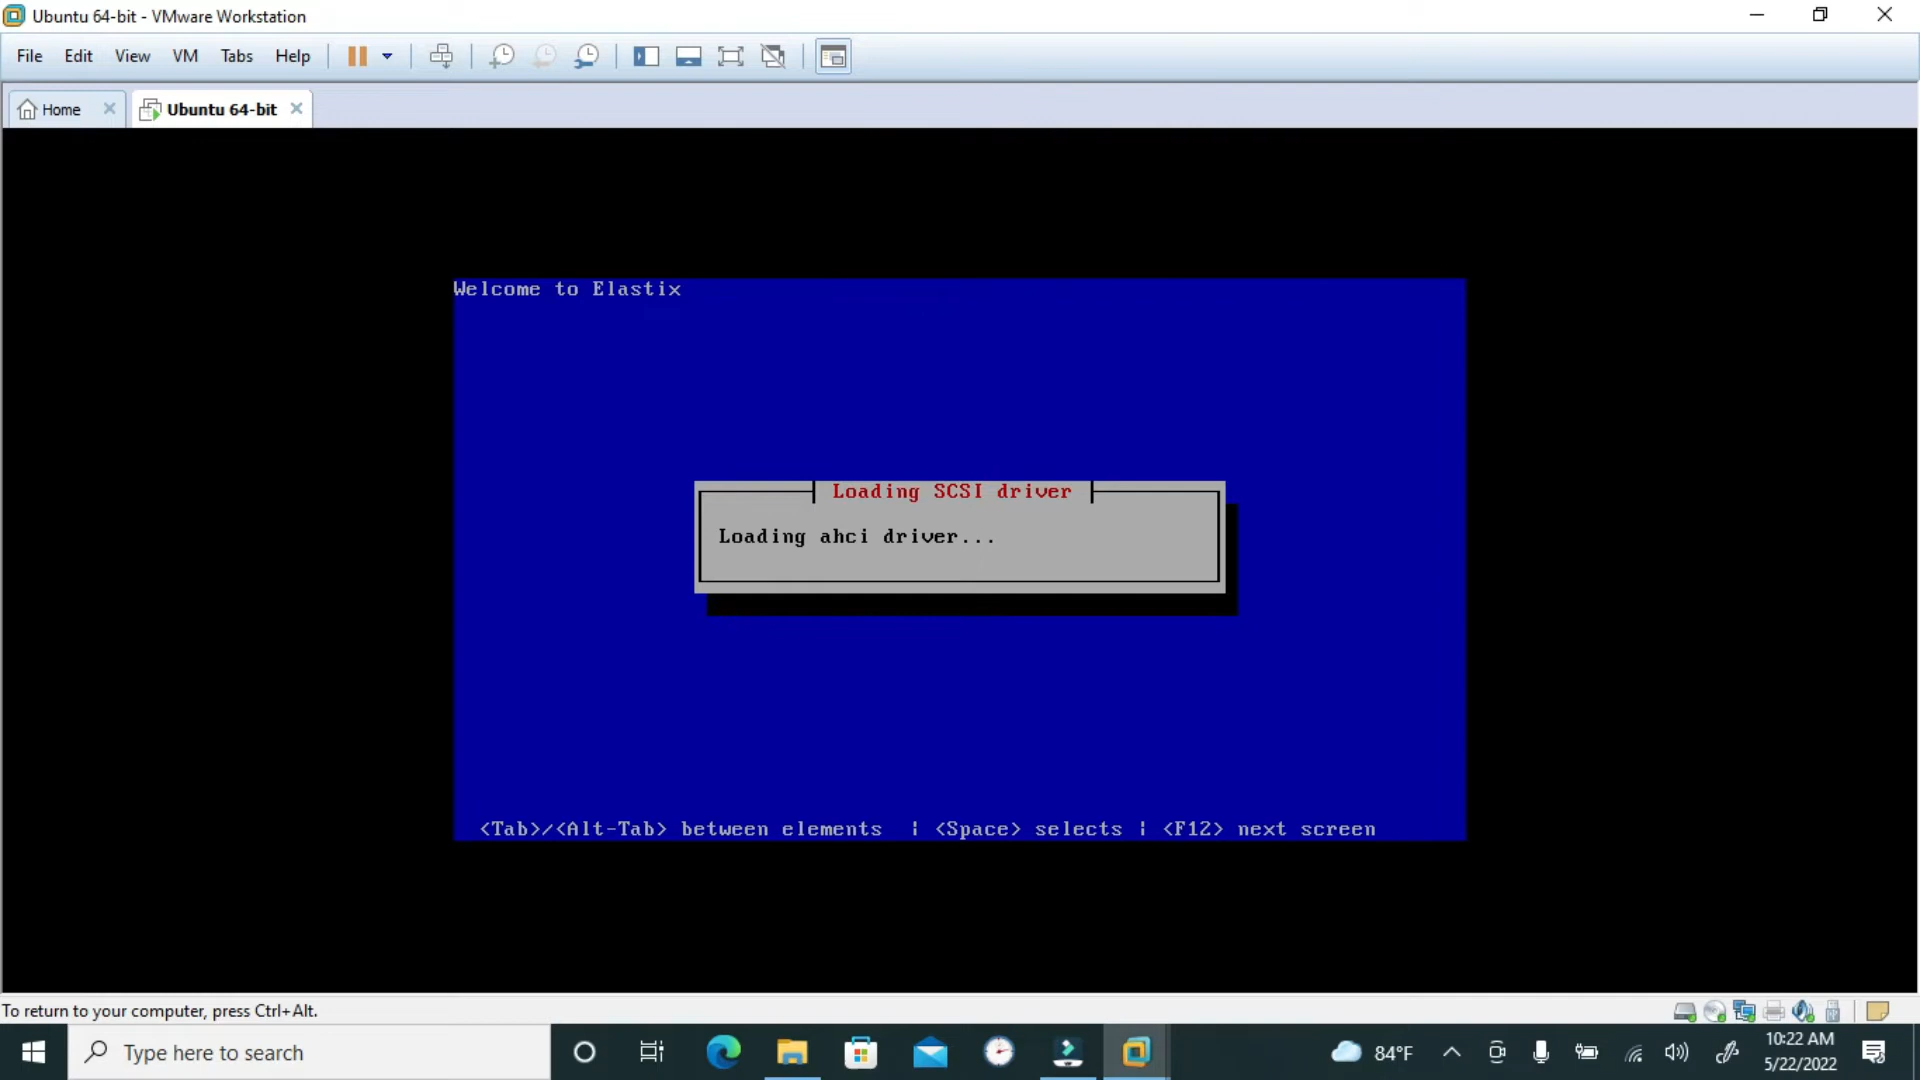 Ubuntu 64-bit - VMware Workstation
File Edit View VM Tabs Help
Home Ubuntu 64-bit
Welcome to Elastix
Loading SCSI driver
Loading ahci driver...
<Tab>/<Alt-Tab> between elements | <Space> selects | <F12> next screen
To return to your computer, press Ctrl+Alt.
Type here to search
84°F
10:22 AM
5/22/2022